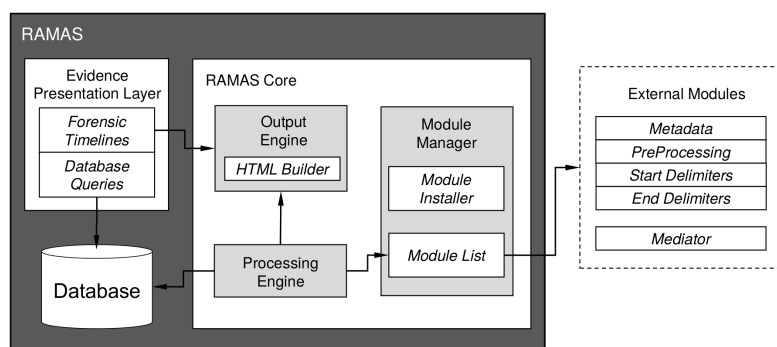 RAMAS
Evidence
Presentation Layer
Forensic
Timelines
Database
Queries
Database
RAMAS Core
Output
Engine
HTML Builder
Processing
Engine
Module
Manager
Module
Installer
Module List
External Modules
Metadata
PreProcessing
Start Delimiters
End Delimiters
Mediator